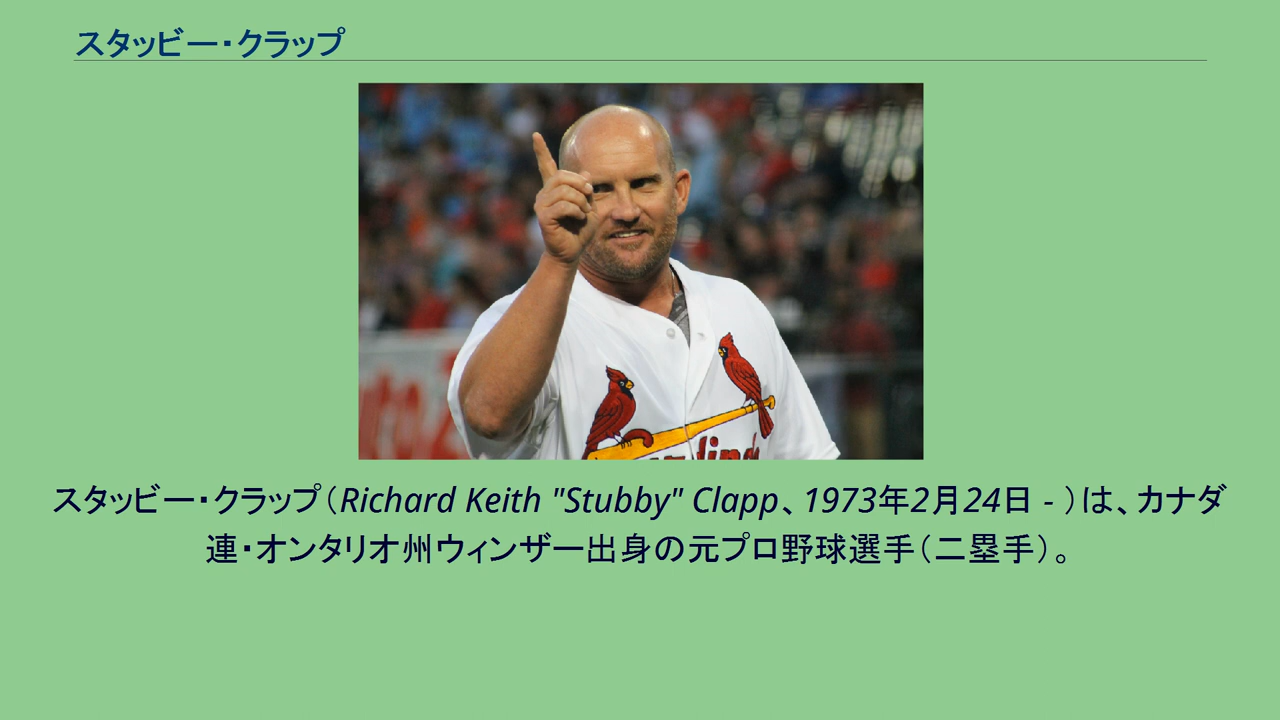 スタッビー・クラップ
スタッビー・クラップ（Richard Keith "Stubby" Clapp、1973年2月24日 - ）は、カナダ
連・オンタリオ州ウィンザー出身の元プロ野球選手（二塁手）。